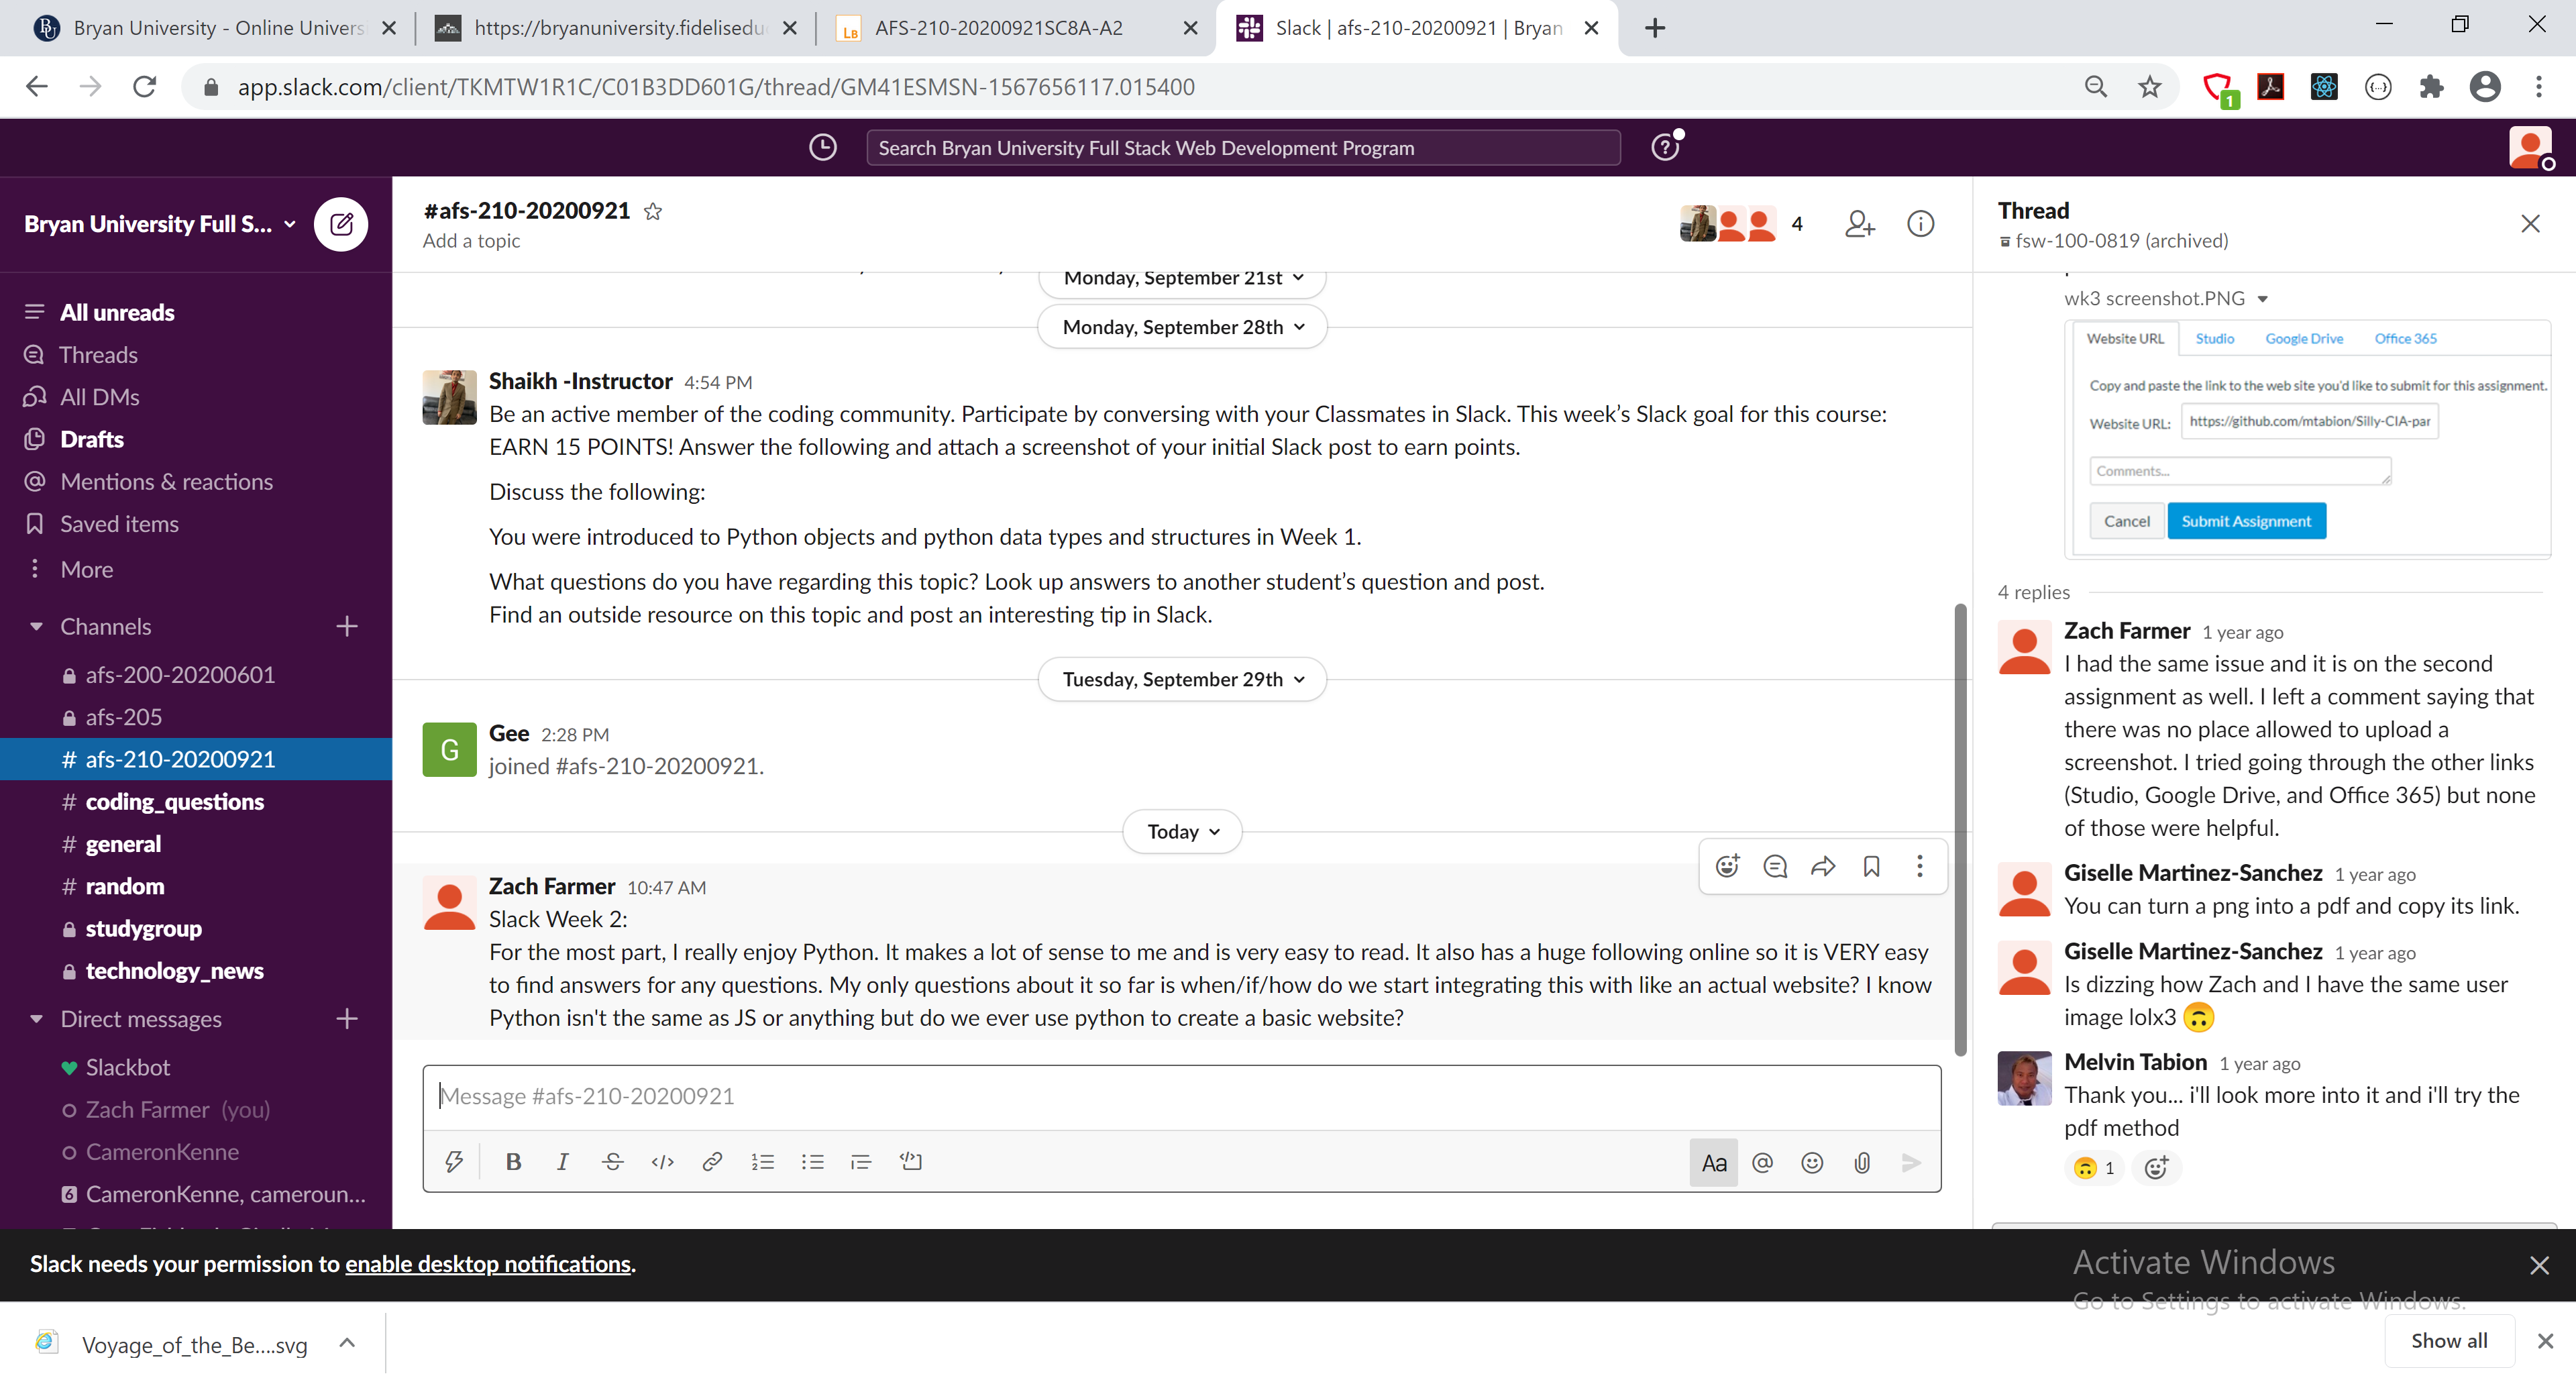 Bryan University - Online Univers
https://bryanuniversity.fidelisedu
AFS-210-20200921SC8A-A2
Slack | afs-210-20200921 | Bryan
app.slack.com/client/TKMTW1R1C/C01B3DD601G/thread/GM41ESMSN-1567656117.015400
1
Search Bryan University Full Stack Web Development Program
Bryan University Full S...
All unreads
Threads
All DMs
Drafts
Mentions & reactions
Saved items
More
Channels
afs-200-20200601
afs-205
# afs-210-20200921
# coding_questions
# general
# random
studygroup
technology_news
Direct messages
Slackbot
Zach Farmer (you)
CameronKenne
6 CameronKenne, cameroun...
#afs-210-20200921
Add a topic
4
Monday, September 21st
Monday, September 28th
Shaikh -Instructor 4:54 PM
Be an active member of the coding community. Participate by conversing with your Classmates in Slack. This week's Slack goal for this course:
EARN 15 POINTS! Answer the following and attach a screenshot of your initial Slack post to earn points.
Discuss the following:
You were introduced to Python objects and python data types and structures in Week 1.
What questions do you have regarding this topic? Look up answers to another student's question and post.
Find an outside resource on this topic and post an interesting tip in Slack.
Tuesday, September 29th
G
Gee 2:28 PM
joined #afs-210-20200921.
Today
Zach Farmer 10:47 AM
Slack Week 2:
For the most part, I really enjoy Python. It makes a lot of sense to me and is very easy to read. It also has a huge following online so it is VERY easy
to find answers for any questions. My only questions about it so far is when/if/how do we start integrating this with like an actual website? I know
Python isn't the same as JS or anything but do we ever use python to create a basic website?
Message #afs-210-20200921
B I S Aa @
Thread
fsw-100-0819 (archived)
wk3 screenshot.PNG
Website URL Studio Google Drive Office 365
Copy and paste the link to the web site you'd like to submit for this assignment.
Website URL: https://github.com/mtabion/Silly-CIA-par
Comments...
Cancel Submit Assignment
4 replies
Zach Farmer 1 year ago
I had the same issue and it is on the second
assignment as well. I left a comment saying that
there was no place allowed to upload a
screenshot. I tried going through the other links
(Studio, Google Drive, and Office 365) but none
of those were helpful.
Giselle Martinez-Sanchez 1 year ago
You can turn a png into a pdf and copy its link.
Giselle Martinez-Sanchez 1 year ago
Is dizzing how Zach and I have the same user
image lolx3
Melvin Tabion 1 year ago
Thank you... i'll look more into it and i'll try the
pdf method
1
Slack needs your permission to enable desktop notifications.
Activate Windows
Go to Settings to activate Windows.
Voyage_of_the_Be....svg
Show all